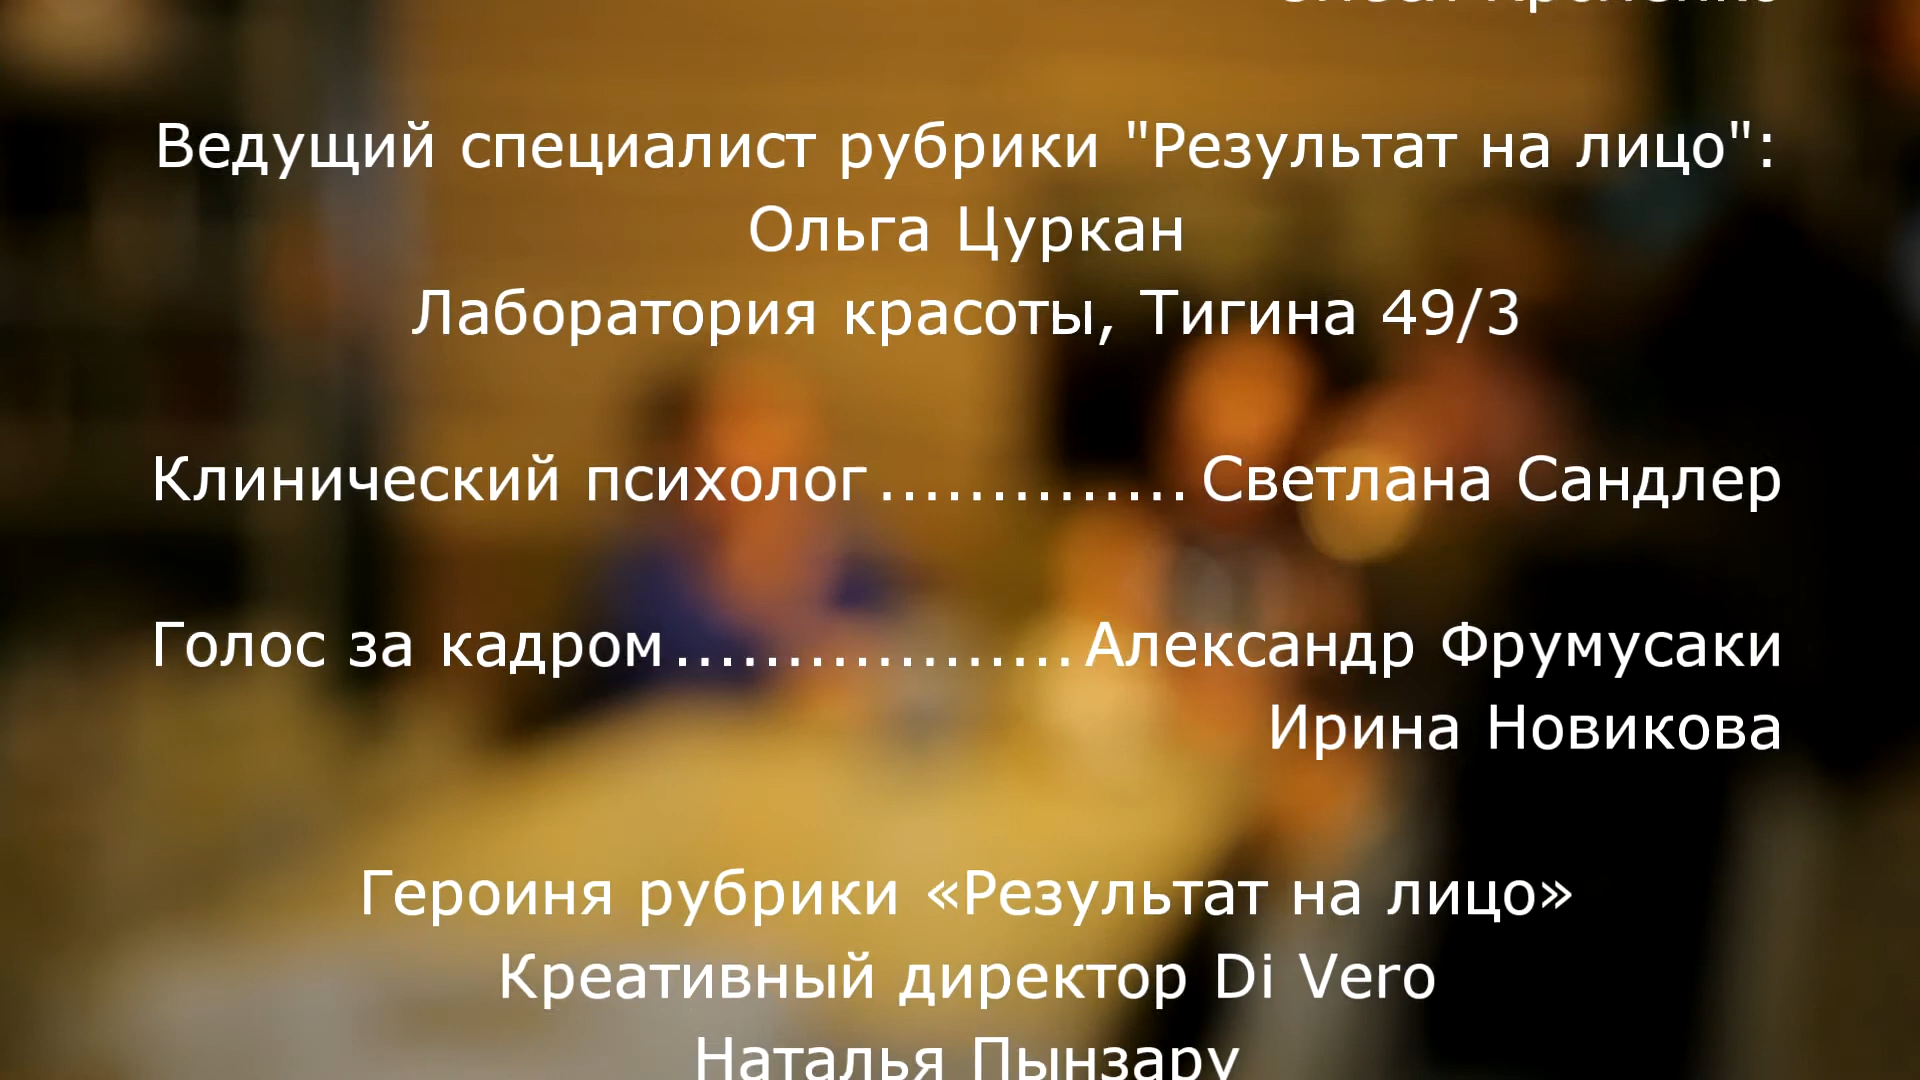 Ведущий специалист рубрики "Результат на лицо":
Ольга Цуркан
Лаборатория красоты, Тигина 49/3
Клинический психолог..............Светлана Сандлер
Голос за кадром..................Александр Фрумусаки
Ирина Новикова
Героиня рубрики «Результат на лицо»
Креативный директор Di Vero
Наталья Пынзару